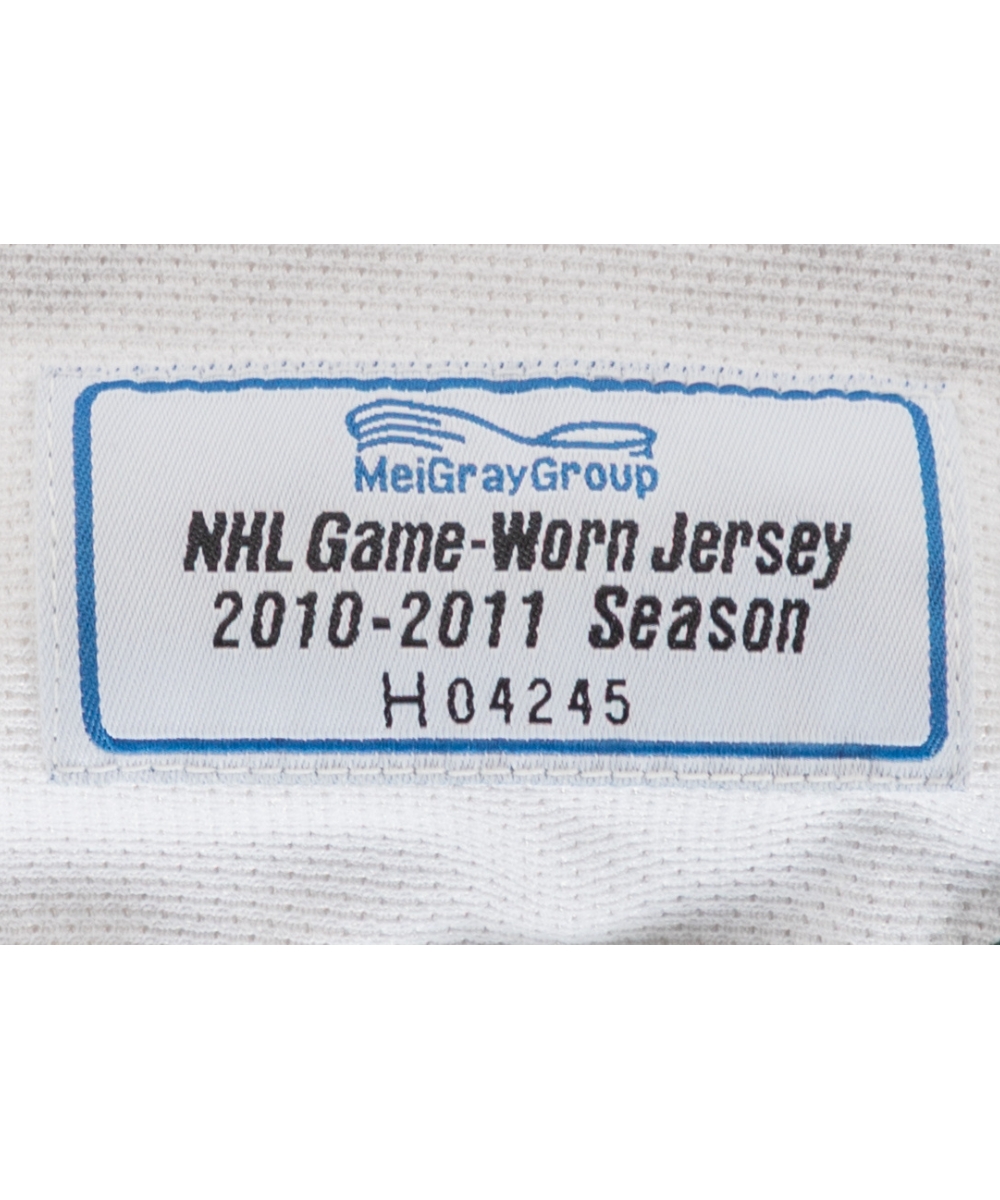 MeiGrayGroup
NHL Game-Worn Jersey
2010-2011 Season
H04245